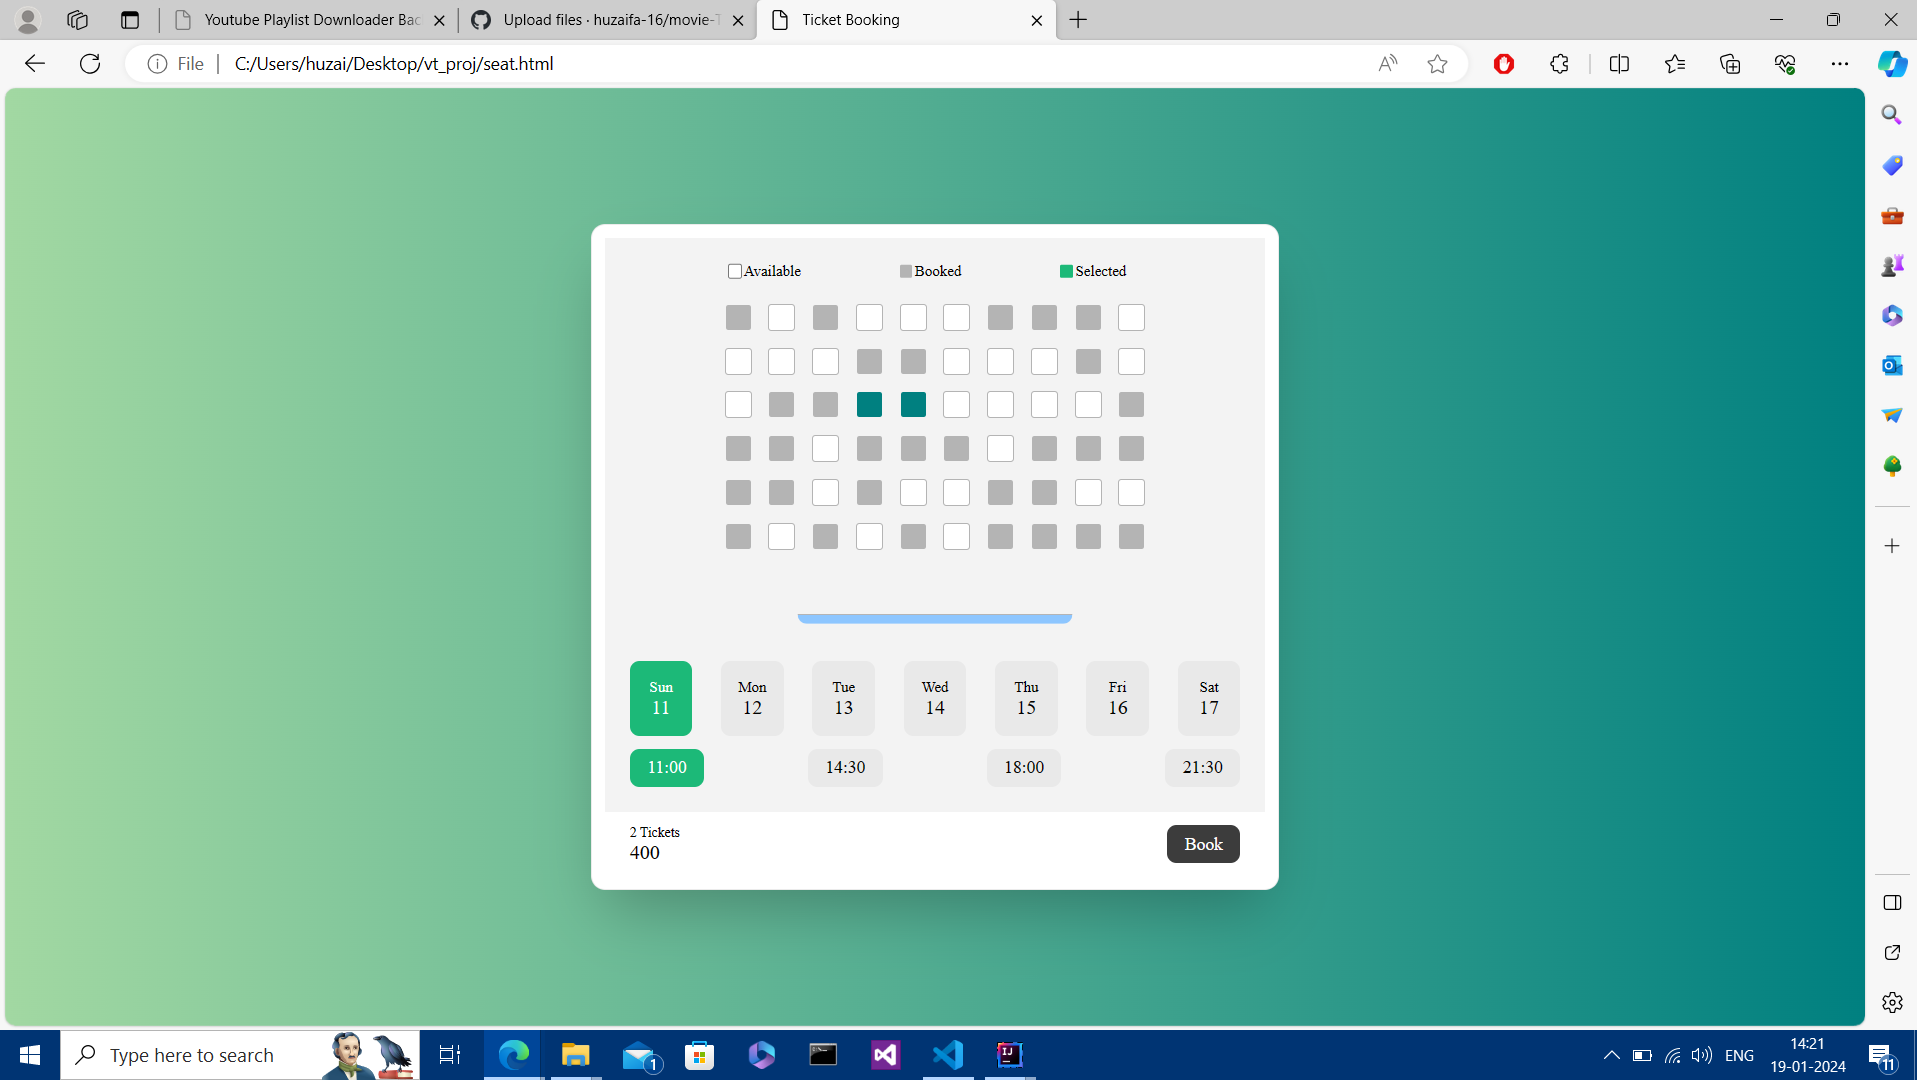 Youtube Playlist Downloader Bac
Upload files · huzaifa-16/movie-T
Ticket Booking
File
C:/Users/huzai/Desktop/vt_proj/seat.html
Available
Booked
Selected
Sun
11
Mon
12
Tue
13
Wed
14
Thu
15
Fri
16
Sat
17
11:00
14:30
18:00
21:30
2 Tickets
400
Book
Type here to search
1
IJ
ENG
14:21
19-01-2024
11